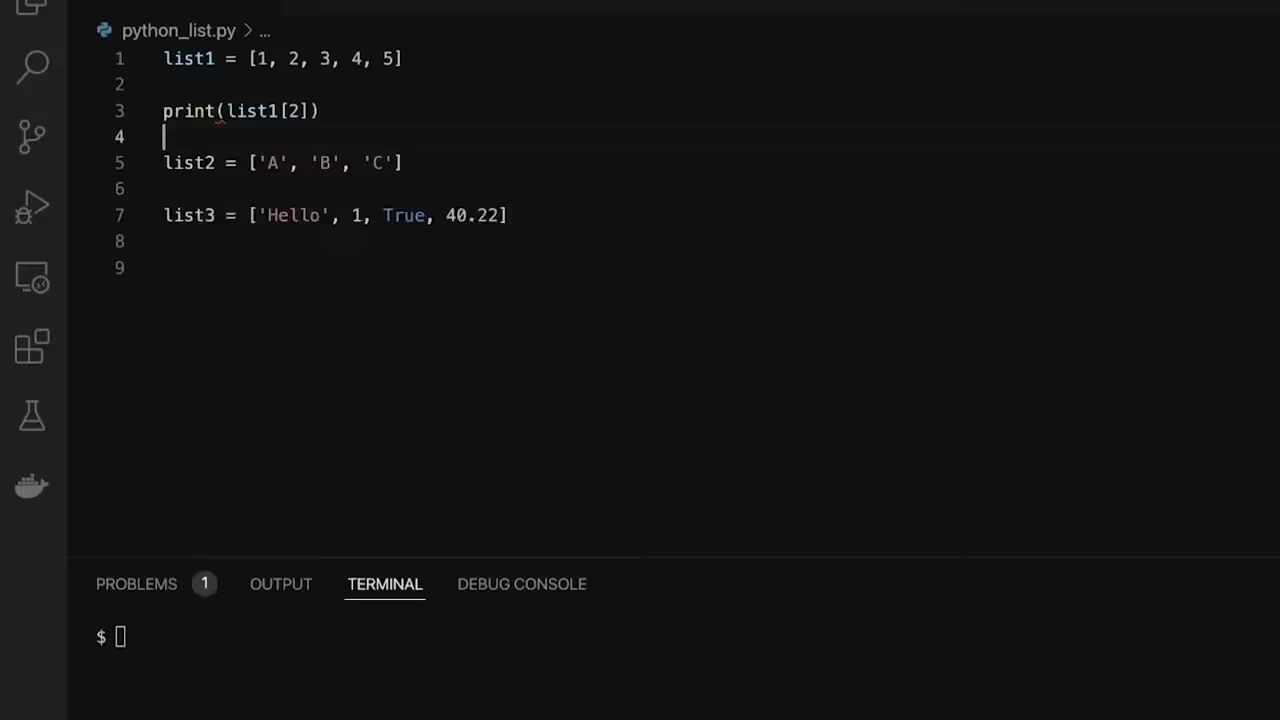 python_list.py > ...
1 list1 = [1, 2, 3, 4, 5]
2
3 print(list1[2])
4
5 list2 = ['A', 'B', 'C']
6
7 list3 = ['Hello', 1, True, 40.22]
8
9
PROBLEMS 1 OUTPUT TERMINAL DEBUG CONSOLE
$